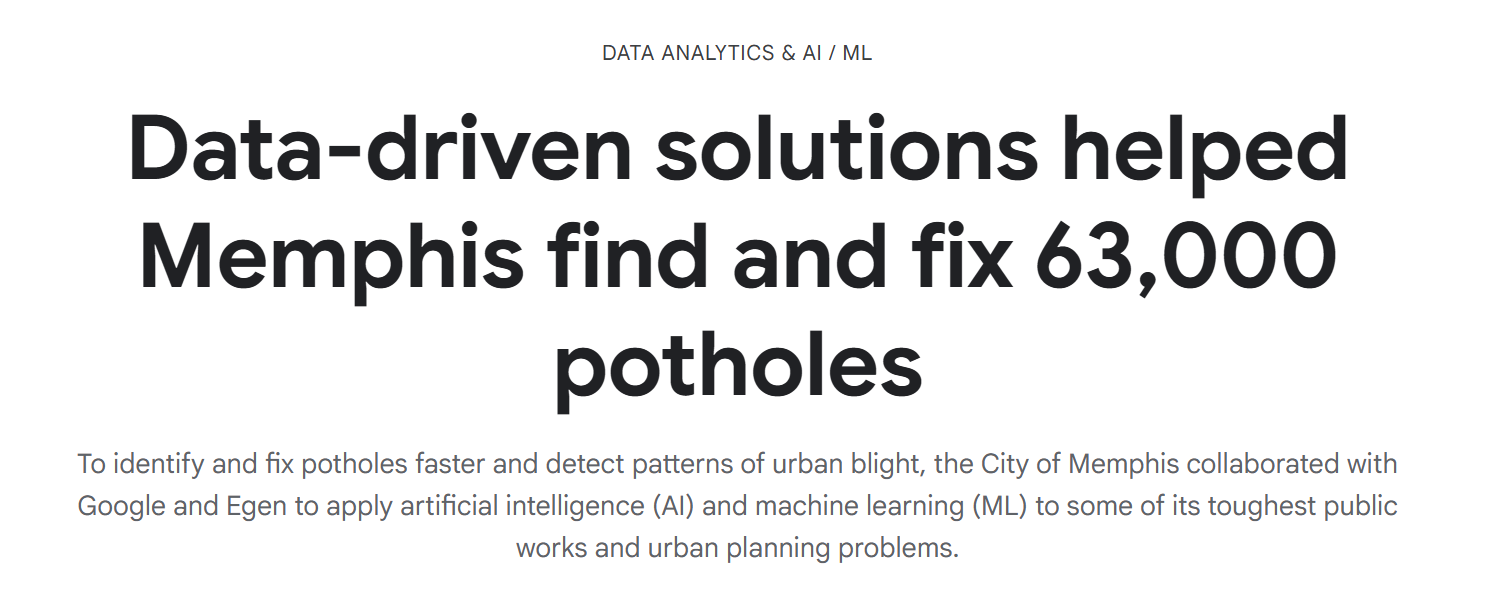 DATA ANALYTICS & AI / ML
Data-driven solutions helped
Memphis find and fix 63,000
potholes
To identify and fix potholes faster and detect patterns of urban blight, the City of Memphis collaborated with
Google and Egen to apply artificial intelligence (AI) and machine learning (ML) to some of its toughest public
works and urban planning problems.